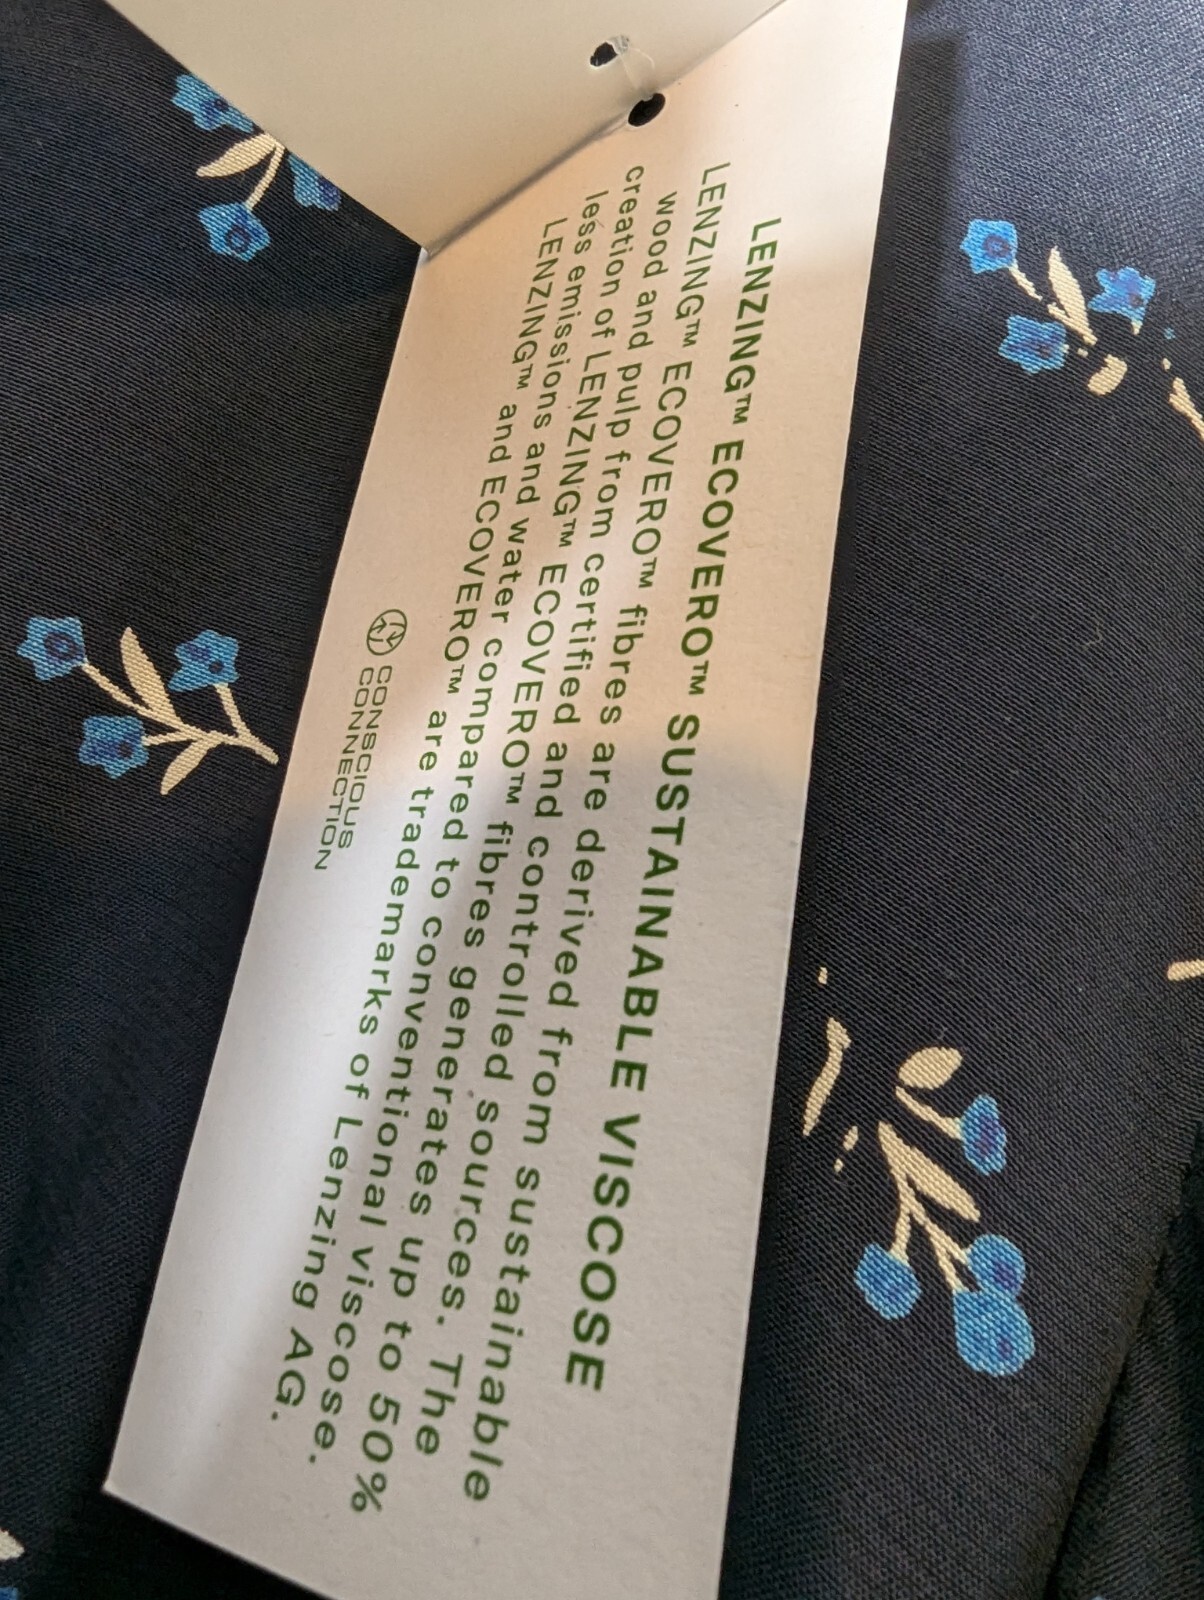 LENZING™ ECOVERO™ SUSTAINABLE VISCOSE
LENZING™ ECOVERO™ fibres are derived from sustainable
wood and pulp from certified and controlled sources. The
creation of LENZING™ ECOVERO™ fibres generates up to 50%
less emissions and water compared to conventional viscose.
LENZING™ and ECOVERO™ are trademarks of Lenzing AG.
CONSCIOUS
CONNECTION